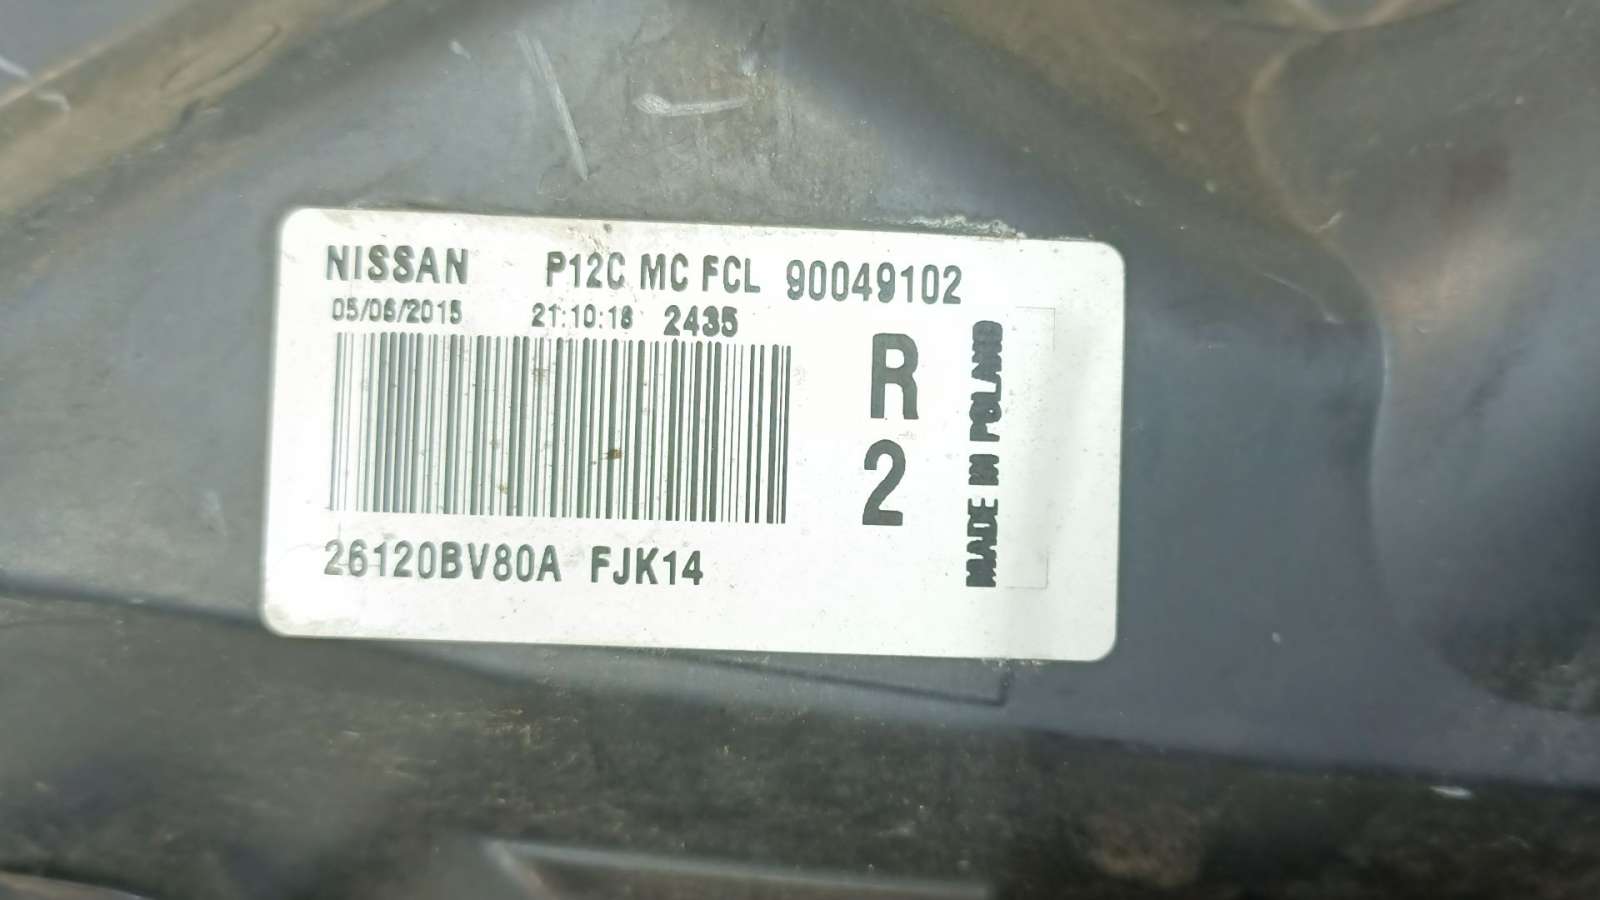 NISSAN P12C MC FCL 90049102
05/06/2015 21:10:18 2435
R
2
26120BV80A FJK14
MADE IN POLAND